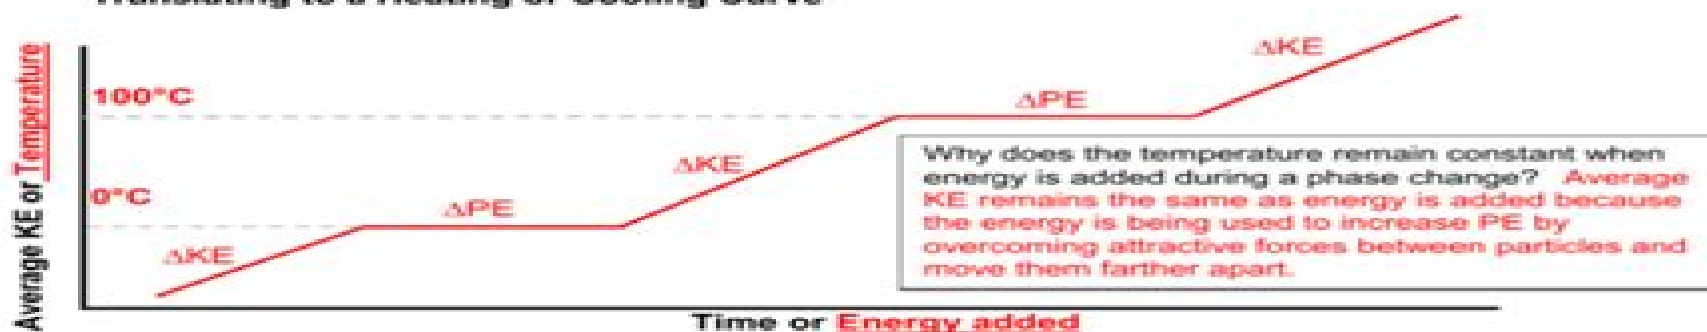 Translating to a Heating or Cooling Curve
ΔKE
100°C
ΔPE
Why does the temperature remain constant when
energy is added during a phase change? Average
KE remains the same as energy is added because
the energy is being used to increase PE by
overcoming attractive forces between particles and
move them farther apart.
ΔKE
0°C
ΔPE
ΔKE
Average KE or Temperature
Time or Energy added